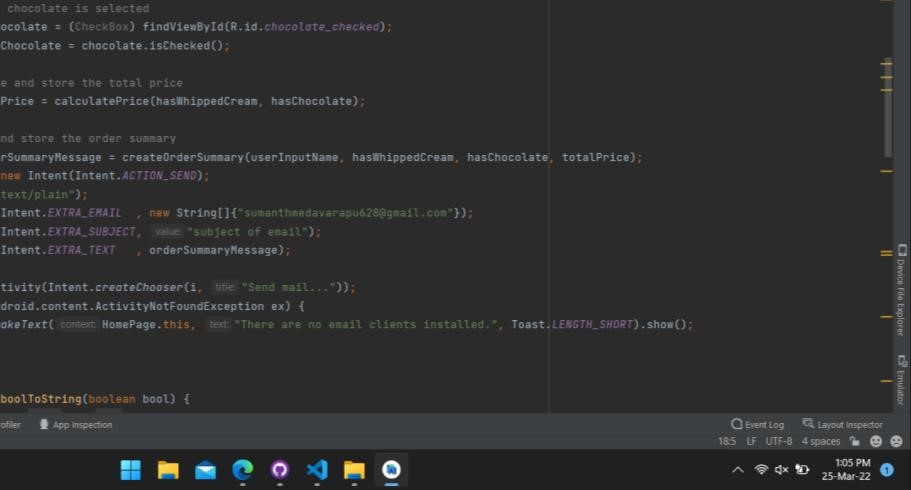 chocolate is selected
ocolate = (CheckBox) findViewById(R.id.chocolate_checked);
Chocolate = chocolate.isChecked();
e and store the total price
Price = calculatePrice(hasWhippedCream, hasChocolate);
nd store the order summary
rSummaryMessage = createOrderSummary(userInputName, hasWhippedCream, hasChocolate, totalPrice);
new Intent(Intent.ACTION_SEND);
text/plain");
Intent.EXTRA_EMAIL  , new String[]{"sumanthmedavarapu628@gmail.com"});
Intent.EXTRA_SUBJECT, value: "subject of email");
Intent.EXTRA_TEXT   , orderSummaryMessage);
tivity(Intent.createChooser(i, title: "Send mail..."));
droid.content.ActivityNotFoundException ex) {
akeText( context: HomePage.this, text: "There are no email clients installed.", Toast.LENGTH_SHORT).show();
boolToString(boolean bool) {
Device File Explorer
Emulator
ofiler App Inspection Event Log Layout Inspector
18:5 LF UTF-8 4 spaces
1:05 PM
25-Mar-22
1